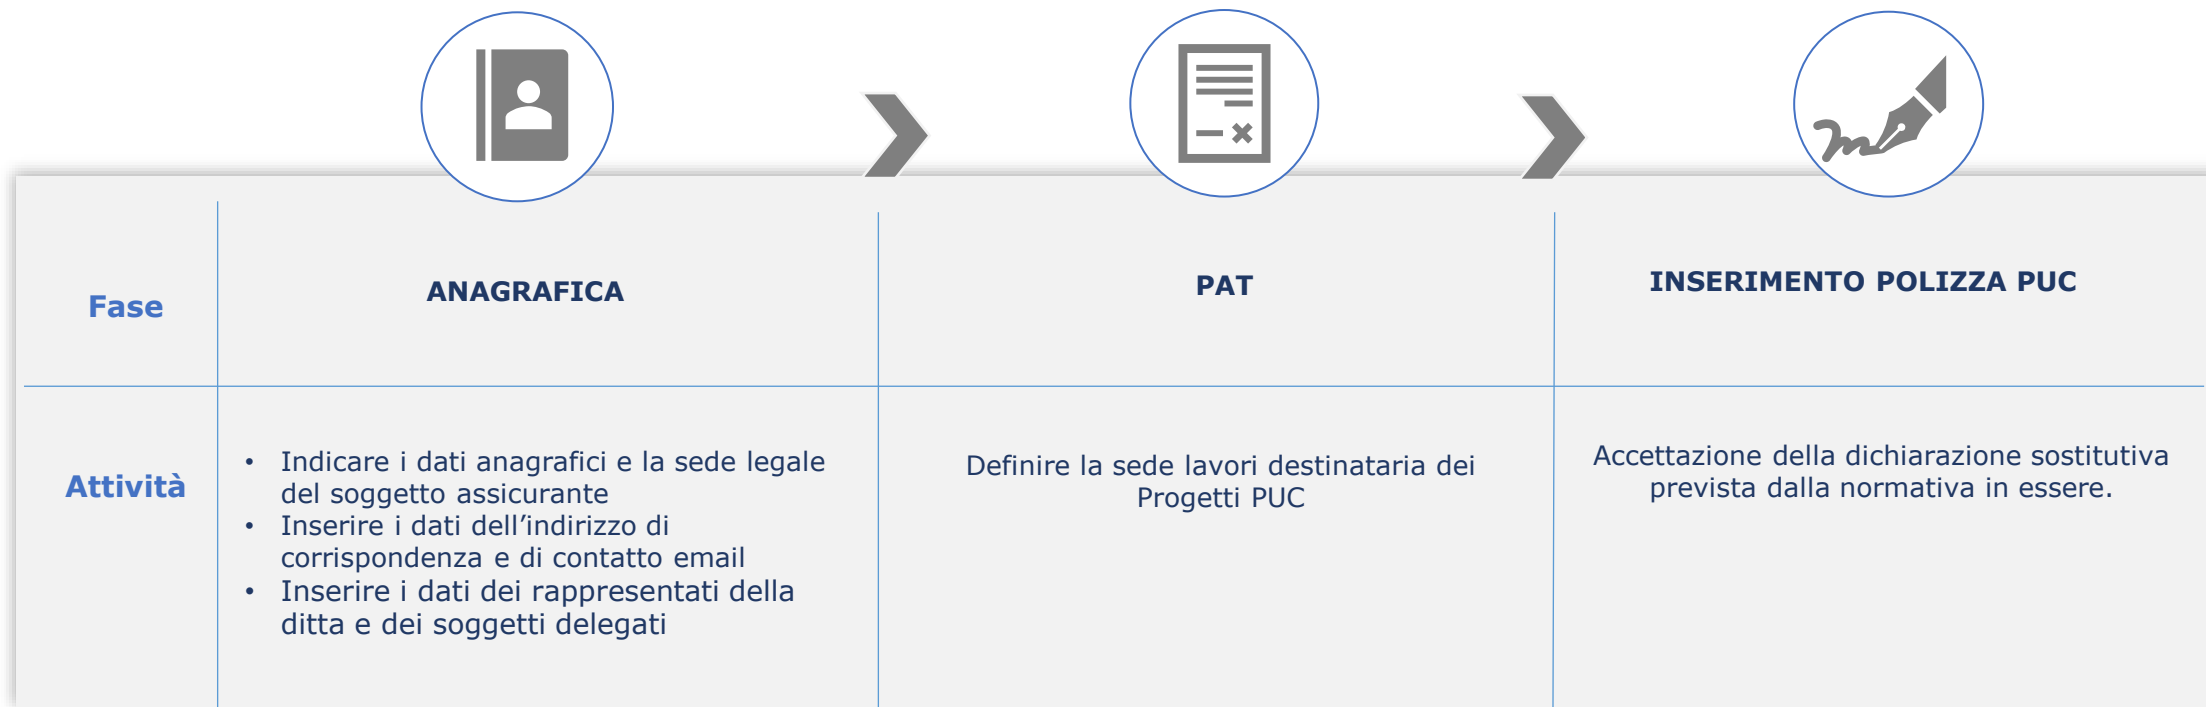 Fase
ANAGRAFICA
PAT
INSERIMENTO POLIZZA PUC
Attività
• Indicare i dati anagrafici e la sede legale
del soggetto assicurante
• Inserire i dati dell’indirizzo di
corrispondenza e di contatto email
• Inserire i dati dei rappresentati della
ditta e dei soggetti delegati
Definire la sede lavori destinataria dei
Progetti PUC
Accettazione della dichiarazione sostitutiva
prevista dalla normativa in essere.